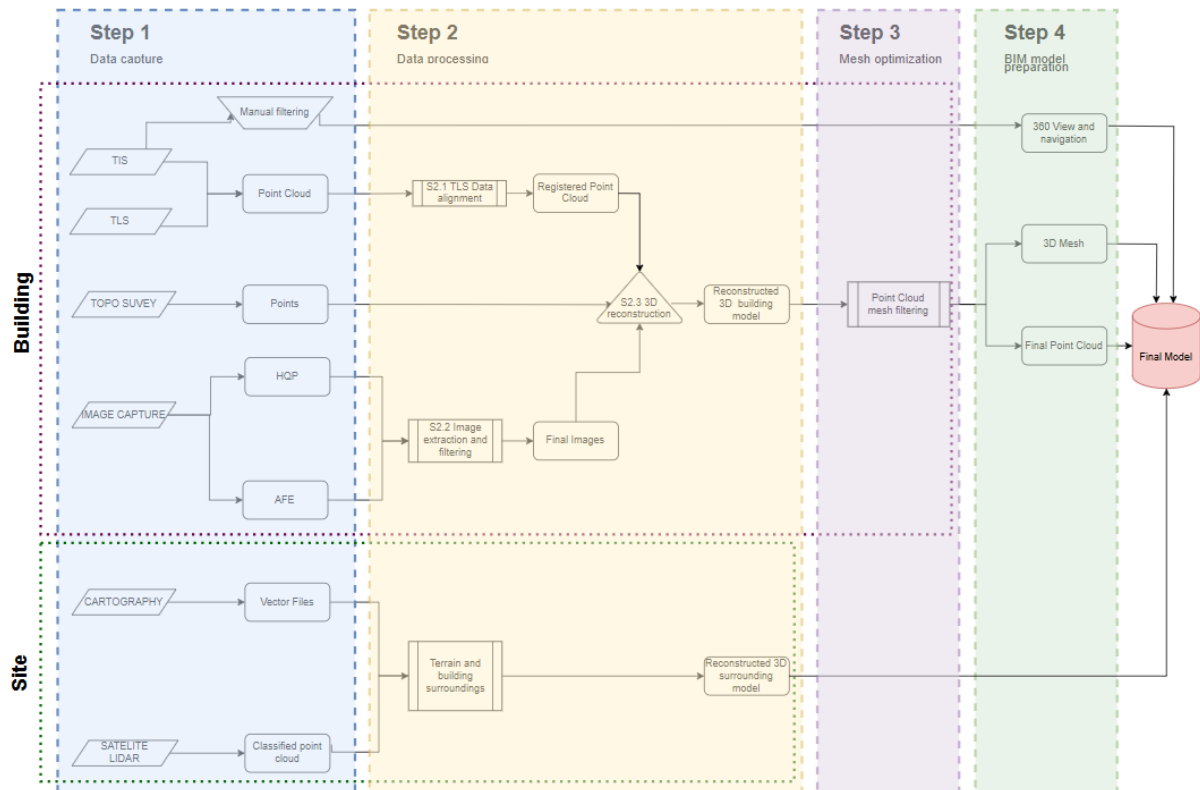 Step 1
Data capture
Step 2
Data processing
Step 3
Mesh optimization
Step 4
BIM model
preparation
Building
Manual filtering
TIS
TLS
Point Cloud
S2.1 TLS Data
alignment
Registered Point
Cloud
360 View and
navigation
3D Mesh
TOPO SUVEY
Points
S2.3 3D
reconstruction
Reconstructed
3D building
model
Point Cloud
mesh filtering
Final Point Cloud
Final Model
IMAGE CAPTURE
HQP
AFE
S2.2 Image
extraction and
filtering
Final Images
Site
CARTOGRAPHY
Vector Files
Terrain and
building
surroundings
Reconstructed 3D
surrounding
model
SATELITE
LIDAR
Classified point
cloud